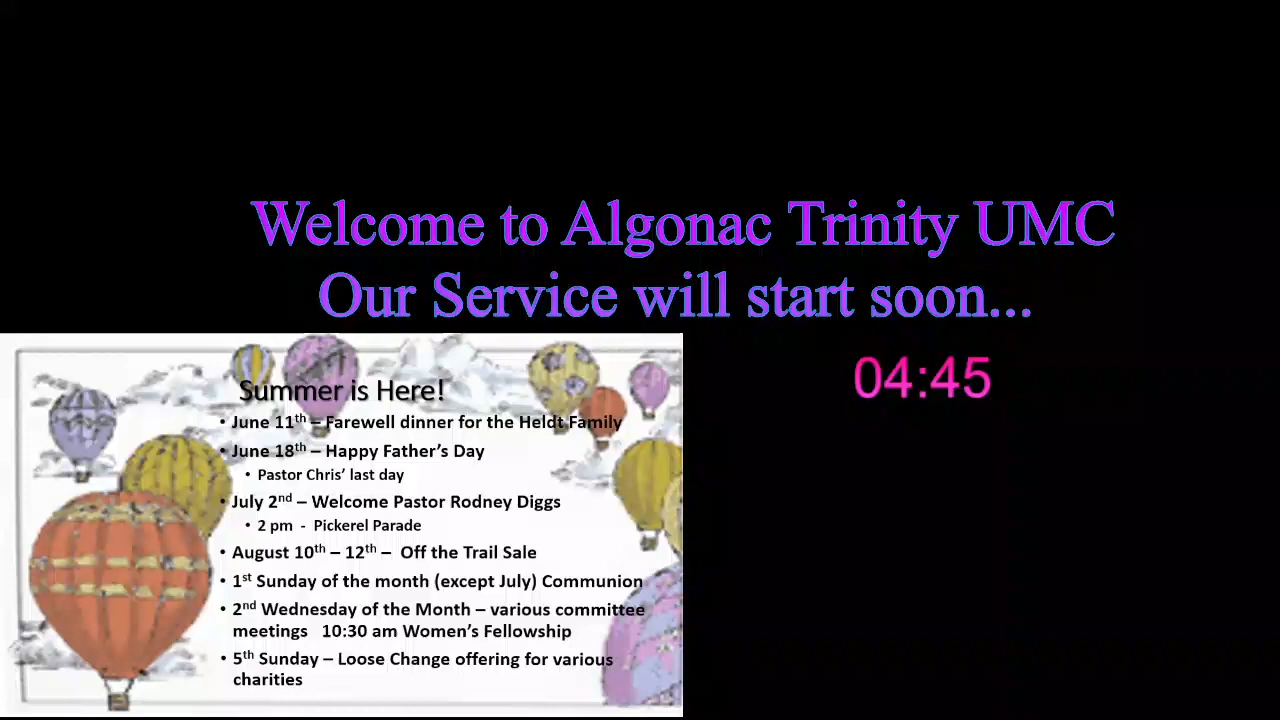 Welcome to Algonac Trinity UMC
Our Service will start soon...
04:45
Summer is Here!
• June 11th – Farewell dinner for the Heldt Family
• June 18th – Happy Father's Day
• Pastor Chris' last day
• July 2nd – Welcome Pastor Rodney Diggs
• 2 pm - Pickerel Parade
• August 10th – 12th – Off the Trail Sale
• 1st Sunday of the month (except July) Communion
• 2nd Wednesday of the Month – various committee
meetings 10:30 am Women's Fellowship
• 5th Sunday – Loose Change offering for various
charities